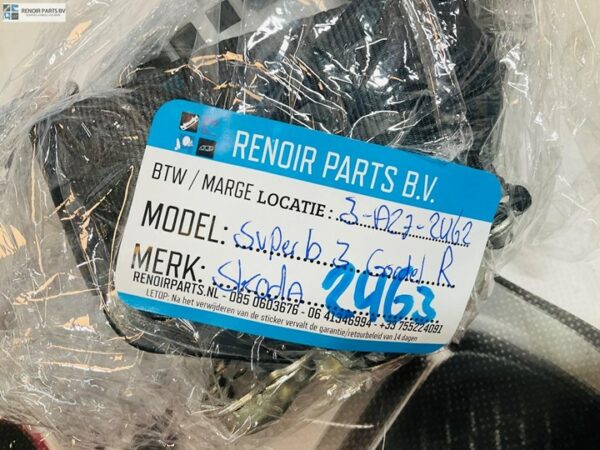 RENOIR PARTS BV
RENOIR PARTS B.V.
BTW / MARGE LOCATIE: 3-A27-2462
MODEL: Superb 3 Gordel R
MERK: Skoda
2463
RENOIRPARTS.NL - 085 0603676 - 06 41346994 - +33 755224091
LETOP: Na het verwijderen van de sticker vervalt de garantie/retourbeleid van 14 dagen